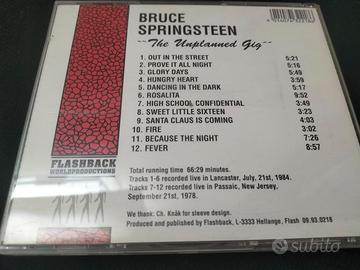 BRUCE
SPRINGSTEEN
--The Unplanned Gig--
1 OUT IN THE STREET 5:21
2 PROVE IT ALL NIGHT 5:16
3 GLORY DAYS 5:49
4 HUNGRY HEART 3:59
5 DANCING IN THE DARK 5:17
6 ROSALITA 9:52
7 HIGH SCHOOL CONFIDENTIAL 3:49
8 SWEET LITTLE SIXTEEN 3:26
9 SANTA CLAUS IS COMING 4:01
10 FIRE 3:02
11 BECAUSE THE NIGHT 7:26
12 FEVER 8:57
FLASHBACK
WORLDPRODUCTIONS
Total running time 66:29 minutes.
Tracks 1-6 recorded live in Lancaster, July, 21st, 1984.
Tracks 7-12 recorded live in Passaic, New Jersey,
September 21st, 1978.
We thank: Ch. Knåk for sleeve design.
Produced and published by Flashback, L-3333 Hellange, Flash 09.93.0216
subito